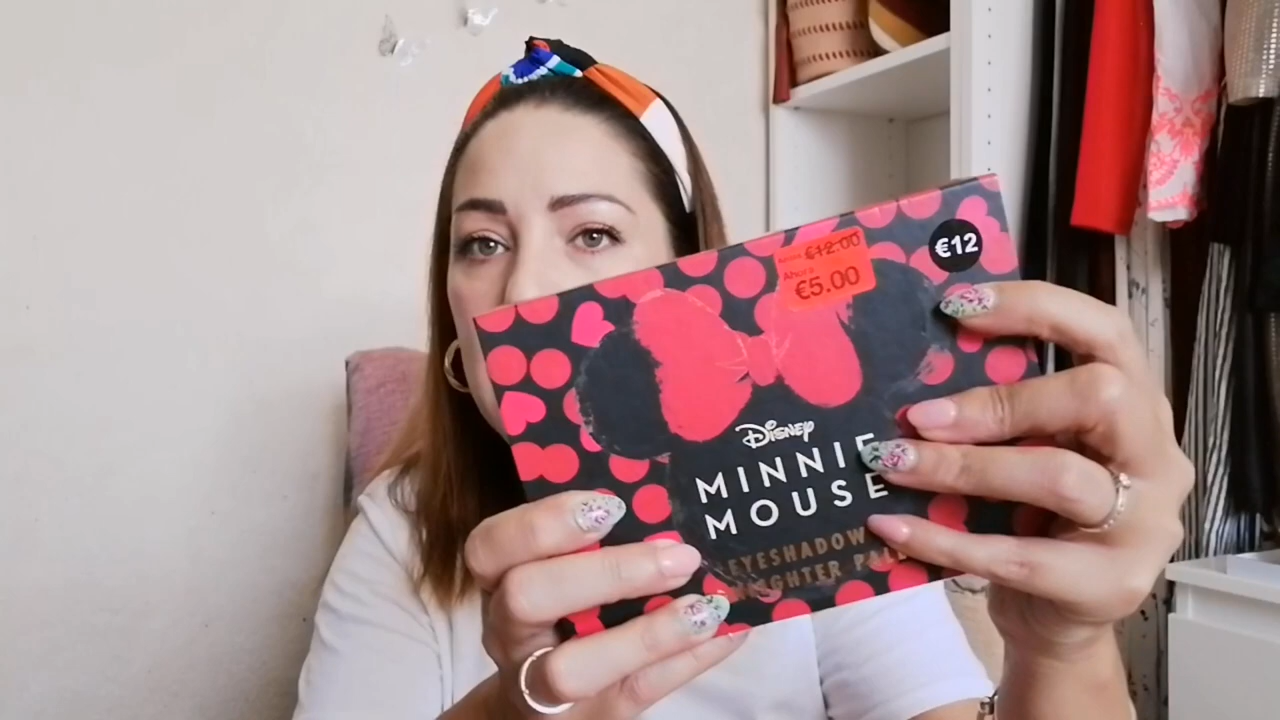 Antes €12.00
Ahora
€5.00
€12
Disney
MINNIE
MOUSE
EYESHADOW